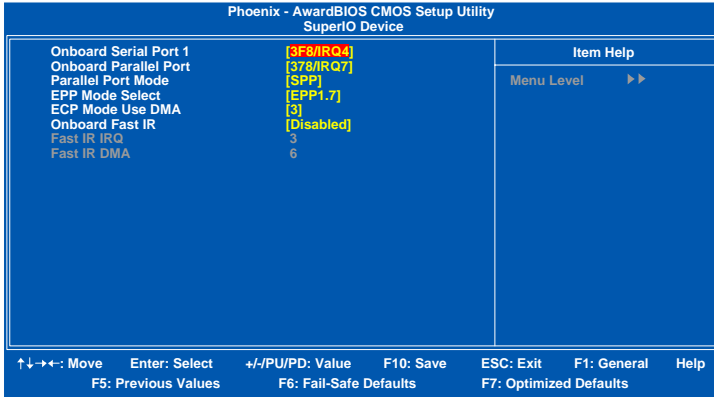 Phoenix - AwardBIOS CMOS Setup Utility
SuperIO Device
Onboard Serial Port 1 [3F8/IRQ4]
Onboard Parallel Port [378/IRQ7]
Parallel Port Mode [SPP]
EPP Mode Select [EPP1.7]
ECP Mode Use DMA [3]
Onboard Fast IR [Disabled]
Fast IR IRQ 3
Fast IR DMA 6
Item Help
Menu Level ▶▶
↑↓→←: Move Enter: Select +/-/PU/PD: Value F10: Save ESC: Exit F1: General Help
F5: Previous Values F6: Fail-Safe Defaults F7: Optimized Defaults